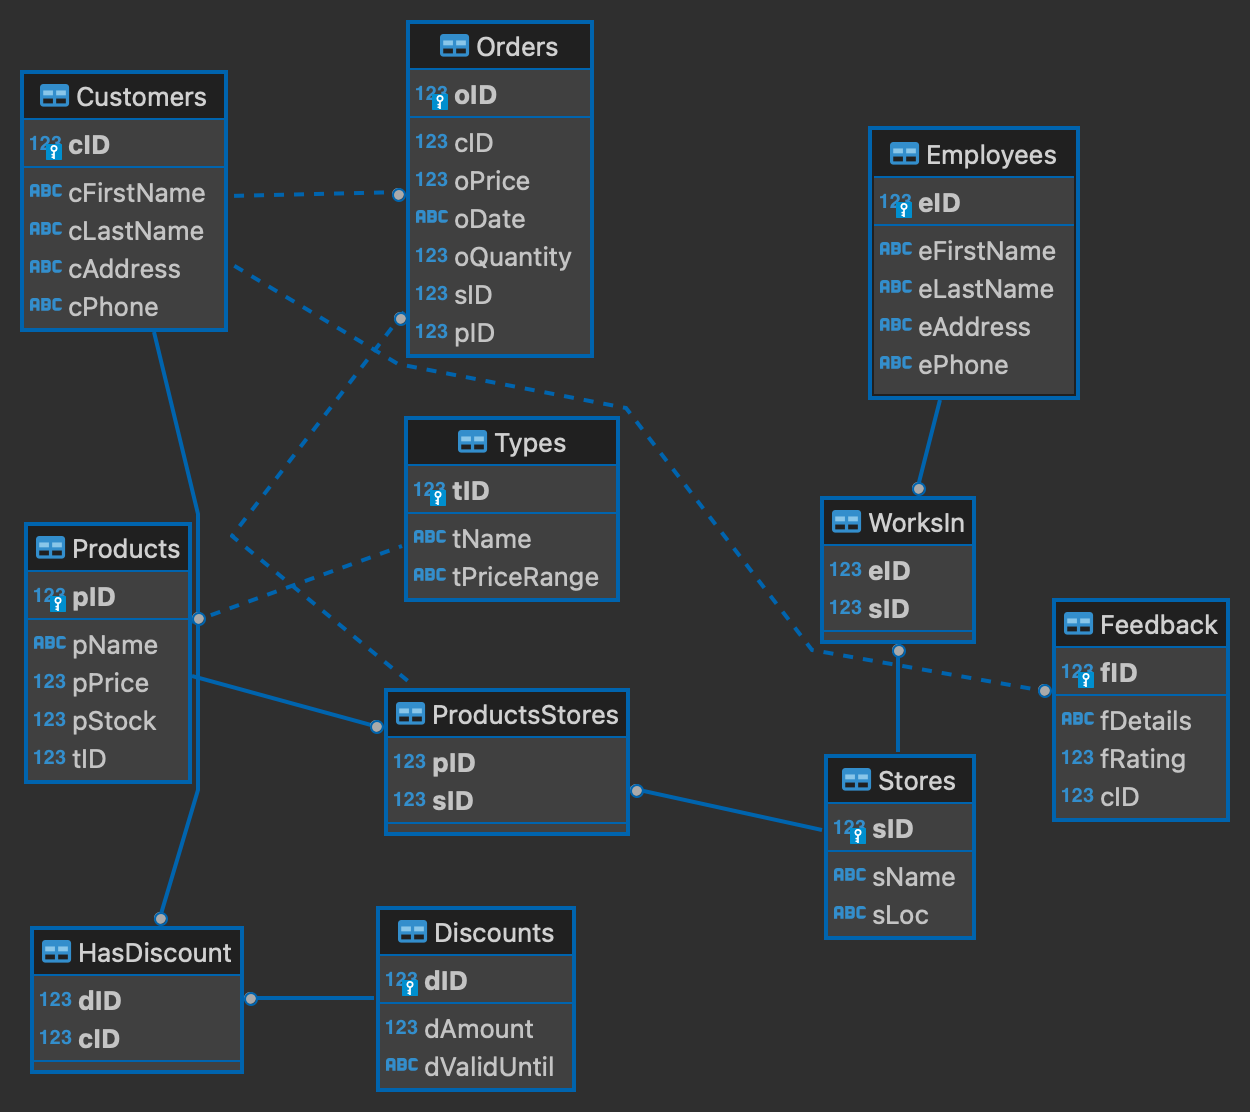 Orders
123 oID
123 cID
123 oPrice
ABC oDate
123 oQuantity
123 sID
123 pID
Customers
123 cID
ABC cFirstName
ABC cLastName
ABC cAddress
ABC cPhone
Employees
123 eID
ABC eFirstName
ABC eLastName
ABC eAddress
ABC ePhone
Types
123 tID
ABC tName
ABC tPriceRange
Products
123 pID
ABC pName
123 pPrice
123 pStock
123 tID
WorksIn
123 eID
123 sID
Feedback
123 fID
ABC fDetails
123 fRating
123 cID
ProductsStores
123 pID
123 sID
Stores
123 sID
ABC sName
ABC sLoc
HasDiscount
123 dID
123 cID
Discounts
123 dID
123 dAmount
ABC dValidUntil